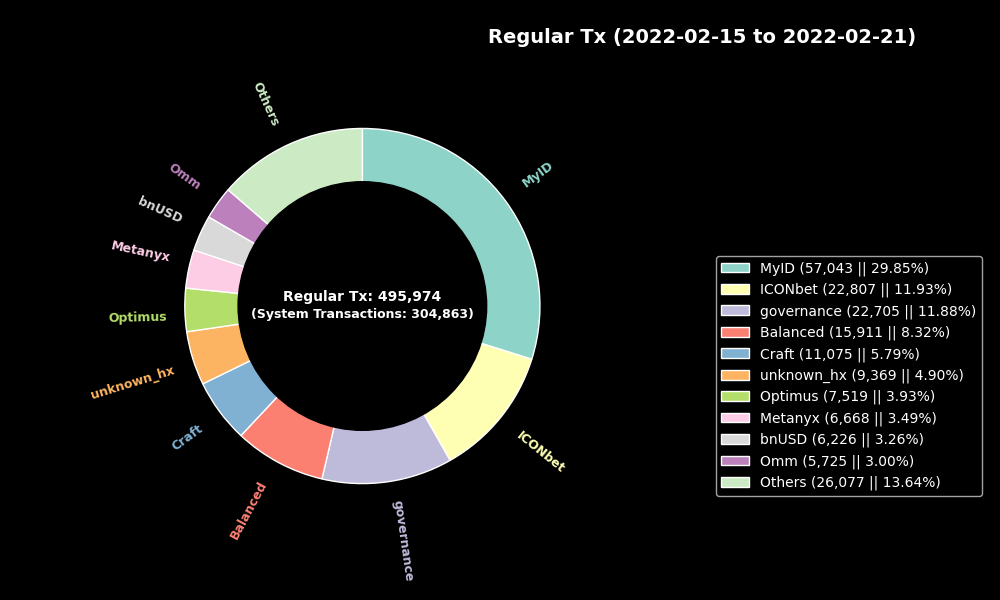 Regular Tx (2022-02-15 to 2022-02-21)
Others
MyID
Omm
bnUSD
Metanyx
Optimus
unknown_hx
Craft
Balanced
governance
ICONbet
Regular Tx: 495,974
(System Transactions: 304,863)
MyID (57,043 || 29.85%)
ICONbet (22,807 || 11.93%)
governance (22,705 || 11.88%)
Balanced (15,911 || 8.32%)
Craft (11,075 || 5.79%)
unknown_hx (9,369 || 4.90%)
Optimus (7,519 || 3.93%)
Metanyx (6,668 || 3.49%)
bnUSD (6,226 || 3.26%)
Omm (5,725 || 3.00%)
Others (26,077 || 13.64%)